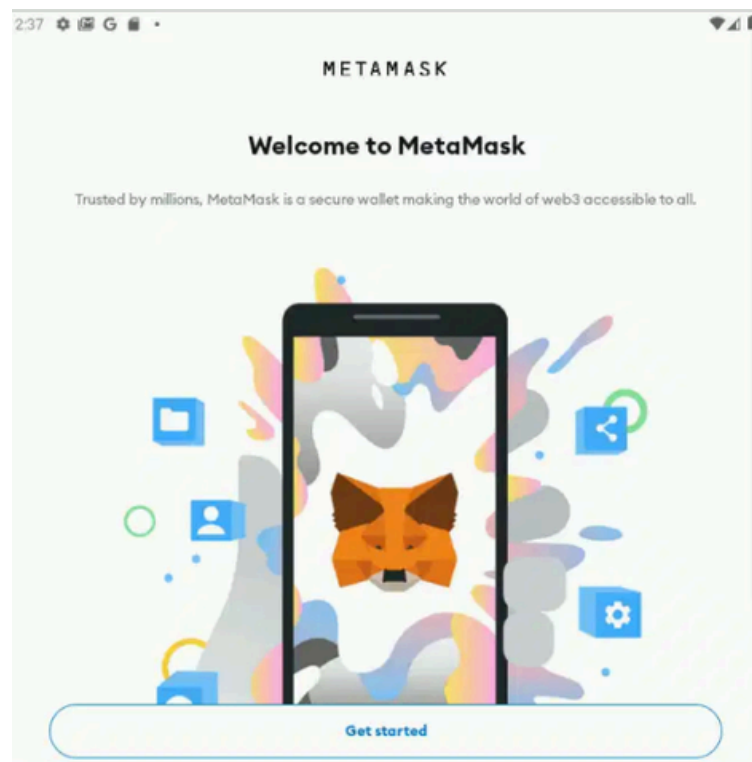 2:37 G
METAMASK
Welcome to MetaMask
Trusted by millions, MetaMask is a secure wallet making the world of web3 accessible to all.
Get started